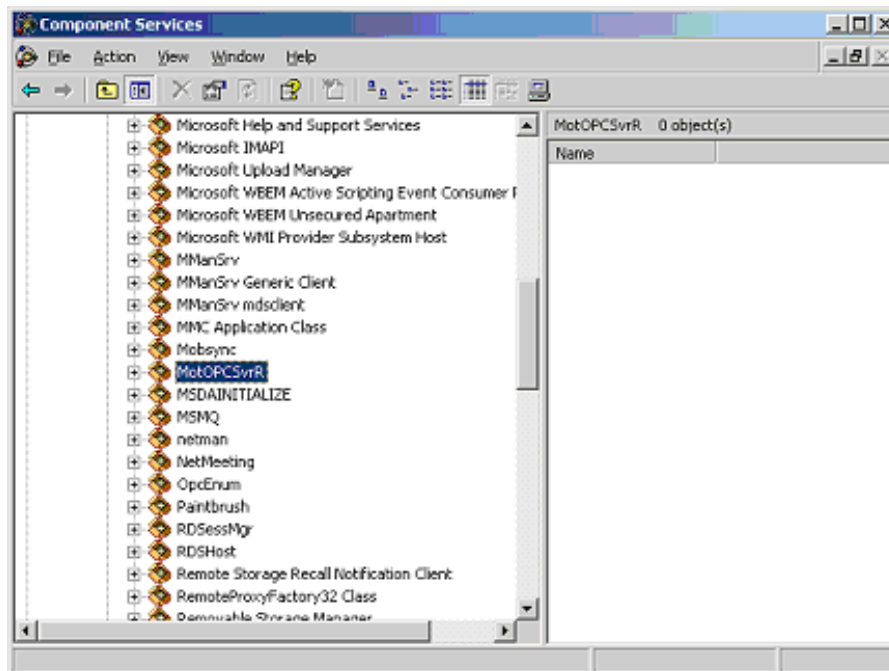 Component Services
File Action View Window Help
MotOPCSvrR 0 object(s)
Name
Microsoft Help and Support Services
Microsoft IMAPI
Microsoft Upload Manager
Microsoft WBEM Active Scripting Event Consumer
Microsoft WBEM Unsecured Apartment
Microsoft WMI Provider Subsystem Host
MManSrv
MManSrv Generic Client
MManSrv mdsclient
MMC Application Class
Mobsync
MotOPCSvrR
MSDAINITIALIZE
MSMQ
netman
NetMeeting
OpcEnum
Paintbrush
RDSessMgr
RDSHost
Remote Storage Recall Notification Client
RemoteProxyFactory32 Class
Removable Storage Manager